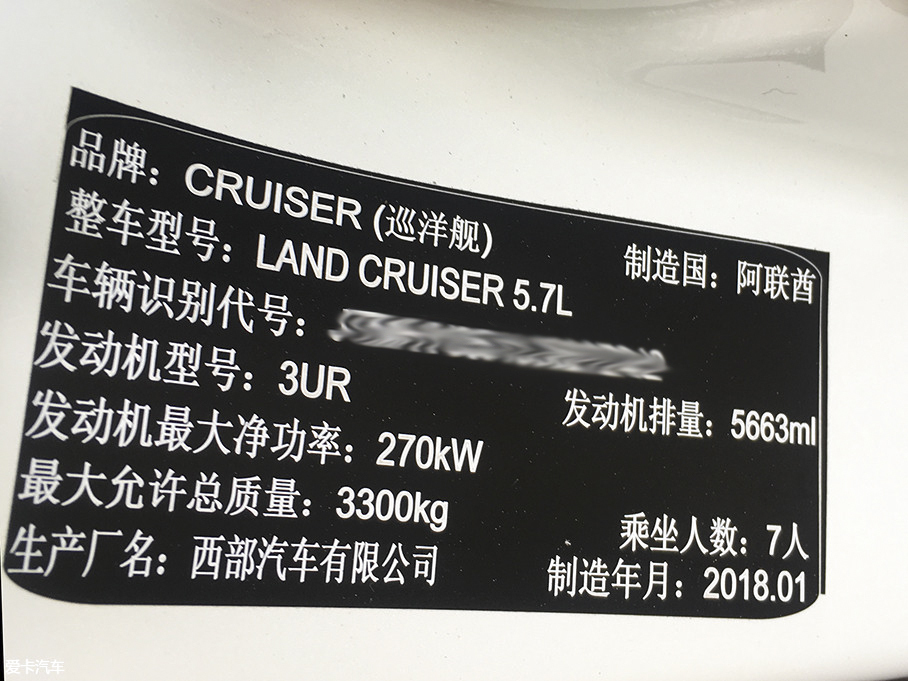 品牌：CRUISER (巡洋舰)
制造国：阿联酋
整车型号：LAND CRUISER 5.7L
车辆识别代号：
发动机型号：3UR
发动机排量：5663ml
发动机最大净功率：270kW
最大允许总质量：3300kg
乘坐人数：7人
生产厂名：西部汽车有限公司
制造年月：2018.01
爱卡汽车